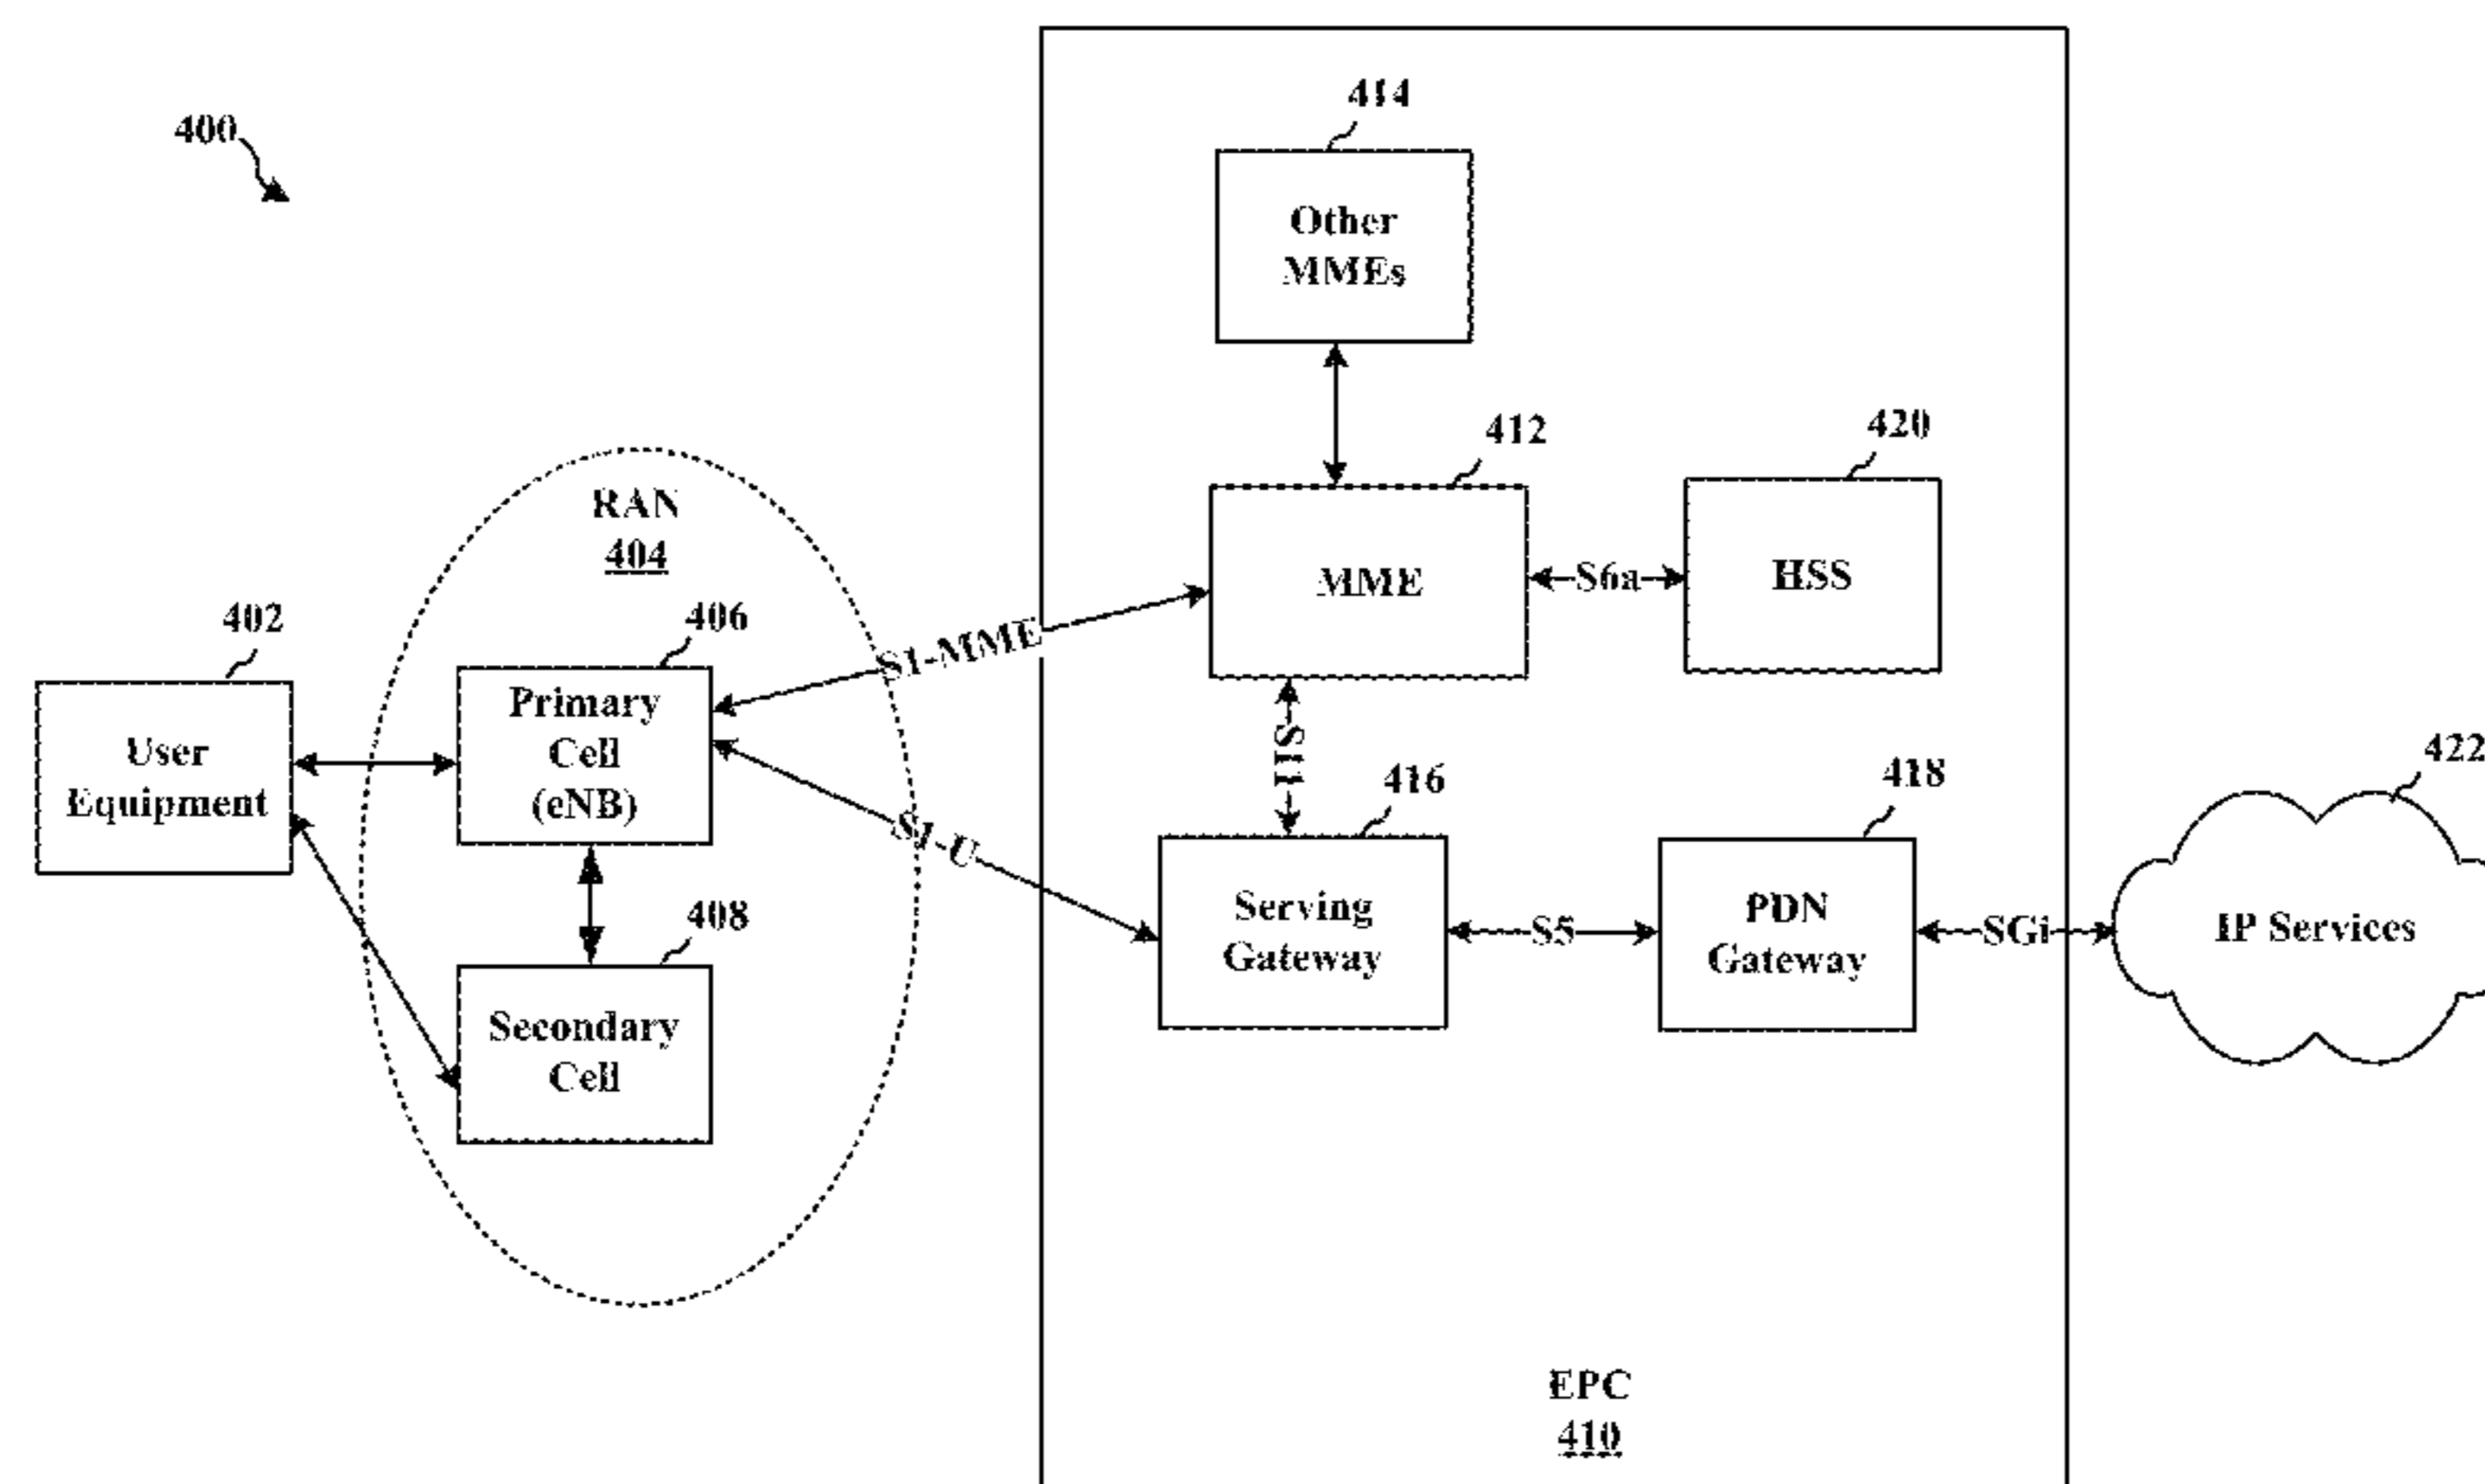 400
414
Other
MMEs
412
420
RAN
404
MME
S6a
HSS
402
406
S1-MME
User
Equipment
Primary
Cell
(eNB)
S11
S1-U
416
418
422
408
Serving
Gateway
S5
PDN
Gateway
SGi
IP Services
Secondary
Cell
EPC
410